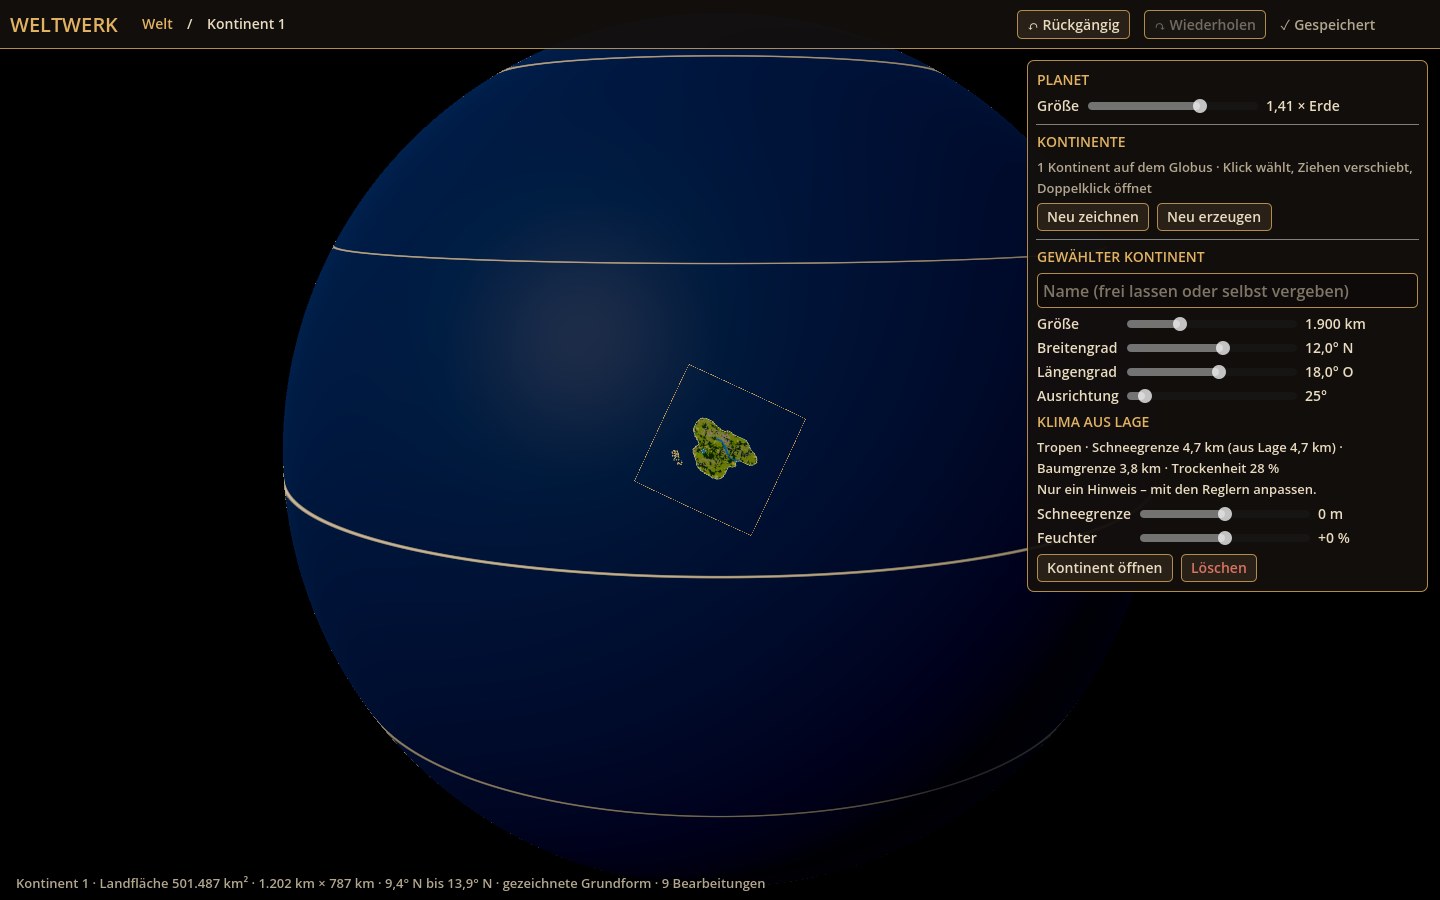 WELTWERK Welt / Kontinent 1 Rückgängig Wiederholen ✓ Gespeichert
PLANET
Größe 1,41 × Erde
KONTINENTE
1 Kontinent auf dem Globus · Klick wählt, Ziehen verschiebt,
Doppelklick öffnet
Neu zeichnen Neu erzeugen
GEWÄHLTER KONTINENT
Name (frei lassen oder selbst vergeben)
Größe 1.900 km
Breitengrad 12,0° N
Längengrad 18,0° O
Ausrichtung 25°
KLIMA AUS LAGE
Tropen · Schneegrenze 4,7 km (aus Lage 4,7 km) ·
Baumgrenze 3,8 km · Trockenheit 28 %
Nur ein Hinweis – mit den Reglern anpassen.
Schneegrenze 0 m
Feuchter +0 %
Kontinent öffnen Löschen
Kontinent 1 · Landfläche 501.487 km² · 1.202 km × 787 km · 9,4° N bis 13,9° N · gezeichnete Grundform · 9 Bearbeitungen